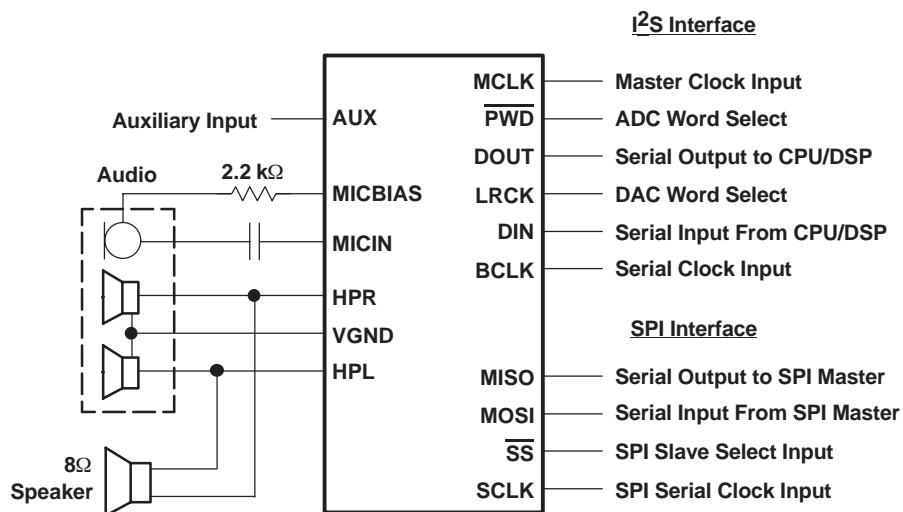 I2S Interface
MCLK Master Clock Input
Auxiliary Input AUX PWD ADC Word Select
DOUT Serial Output to CPU/DSP
Audio 2.2 kΩ
MICBIAS LRCK DAC Word Select
MICIN DIN Serial Input From CPU/DSP
BCLK Serial Clock Input
HPR
VGND SPI Interface
HPL MISO Serial Output to SPI Master
MOSI Serial Input From SPI Master
8Ω
Speaker
SS SPI Slave Select Input
SCLK SPI Serial Clock Input